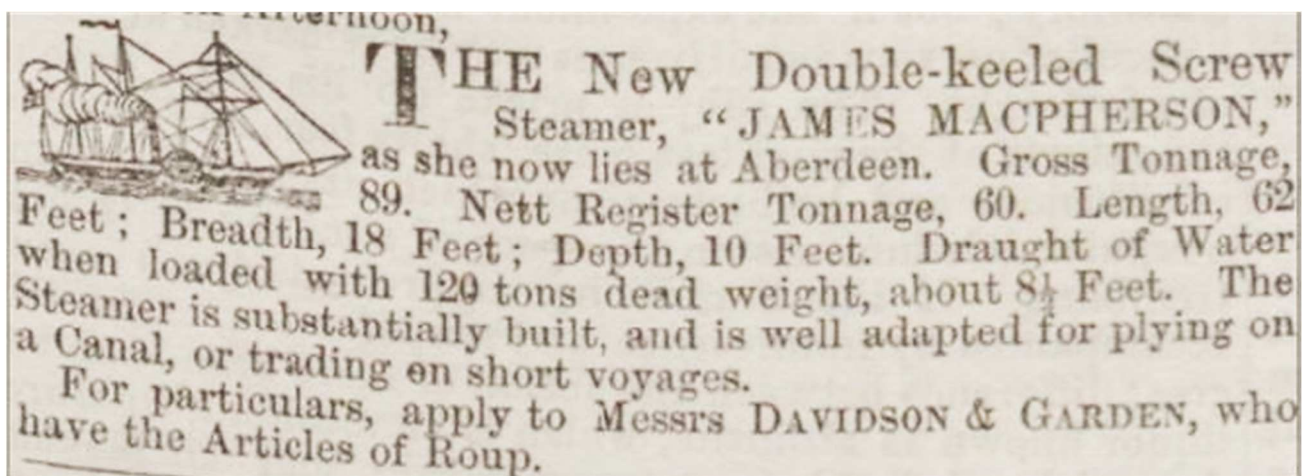 Afternoon,
THE New Double-keeled Screw
Steamer, “JAMES MACPHERSON,”
as she now lies at Aberdeen. Gross Tonnage,
89. Nett Register Tonnage, 60. Length, 62
Feet; Breadth, 18 Feet; Depth, 10 Feet. Draught of Water
when loaded with 120 tons dead weight, about 8½ Feet. The
Steamer is substantially built, and is well adapted for plying on
a Canal, or trading on short voyages.
For particulars, apply to Messrs DAVIDSON & GARDEN, who
have the Articles of Roup.